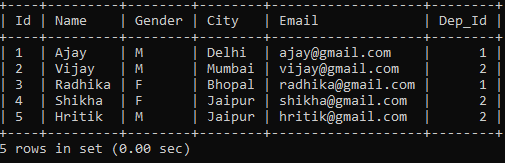 | Id | Name | Gender | City | Email | Dep_Id |
| 1 | Ajay | M | Delhi | ajay@gmail.com | 1 |
| 2 | Vijay | M | Mumbai | vijay@gmail.com | 2 |
| 3 | Radhika | F | Bhopal | radhika@gmail.com | 1 |
| 4 | Shikha | F | Jaipur | shikha@gmail.com | 2 |
| 5 | Hritik | M | Jaipur | hritik@gmail.com | 2 |
5 rows in set (0.00 sec)